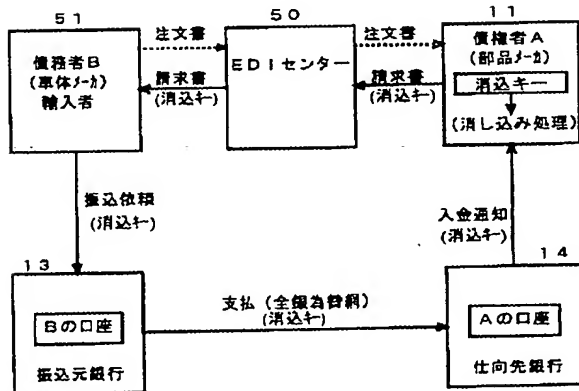 51
50
11
債務者B
(車体メーカ)
輸入者
注文書
請求書
(消込キー)
EDIセンター
注文書
請求書
(消込キー)
債権者A
(部品メーカ)
消込キー
(消し込み処理)
振込依頼
(消込キー)
入金通知
(消込キー)
13
14
Bの口座
振込元銀行
支払(全銀為替網)
(消込キー)
Aの口座
仕向先銀行